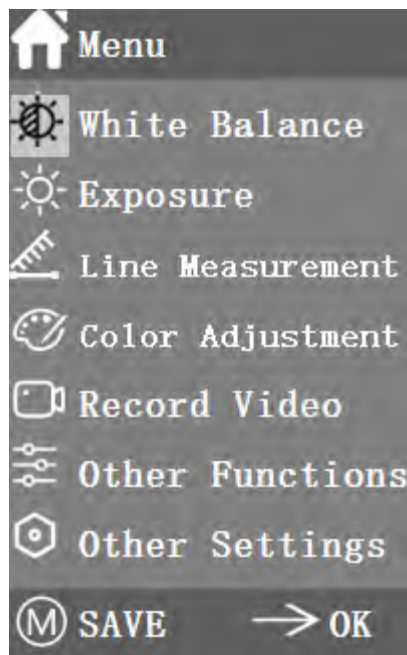 Menu
White Balance
Exposure
Line Measurement
Color Adjustment
Record Video
Other Functions
Other Settings
M SAVE OK